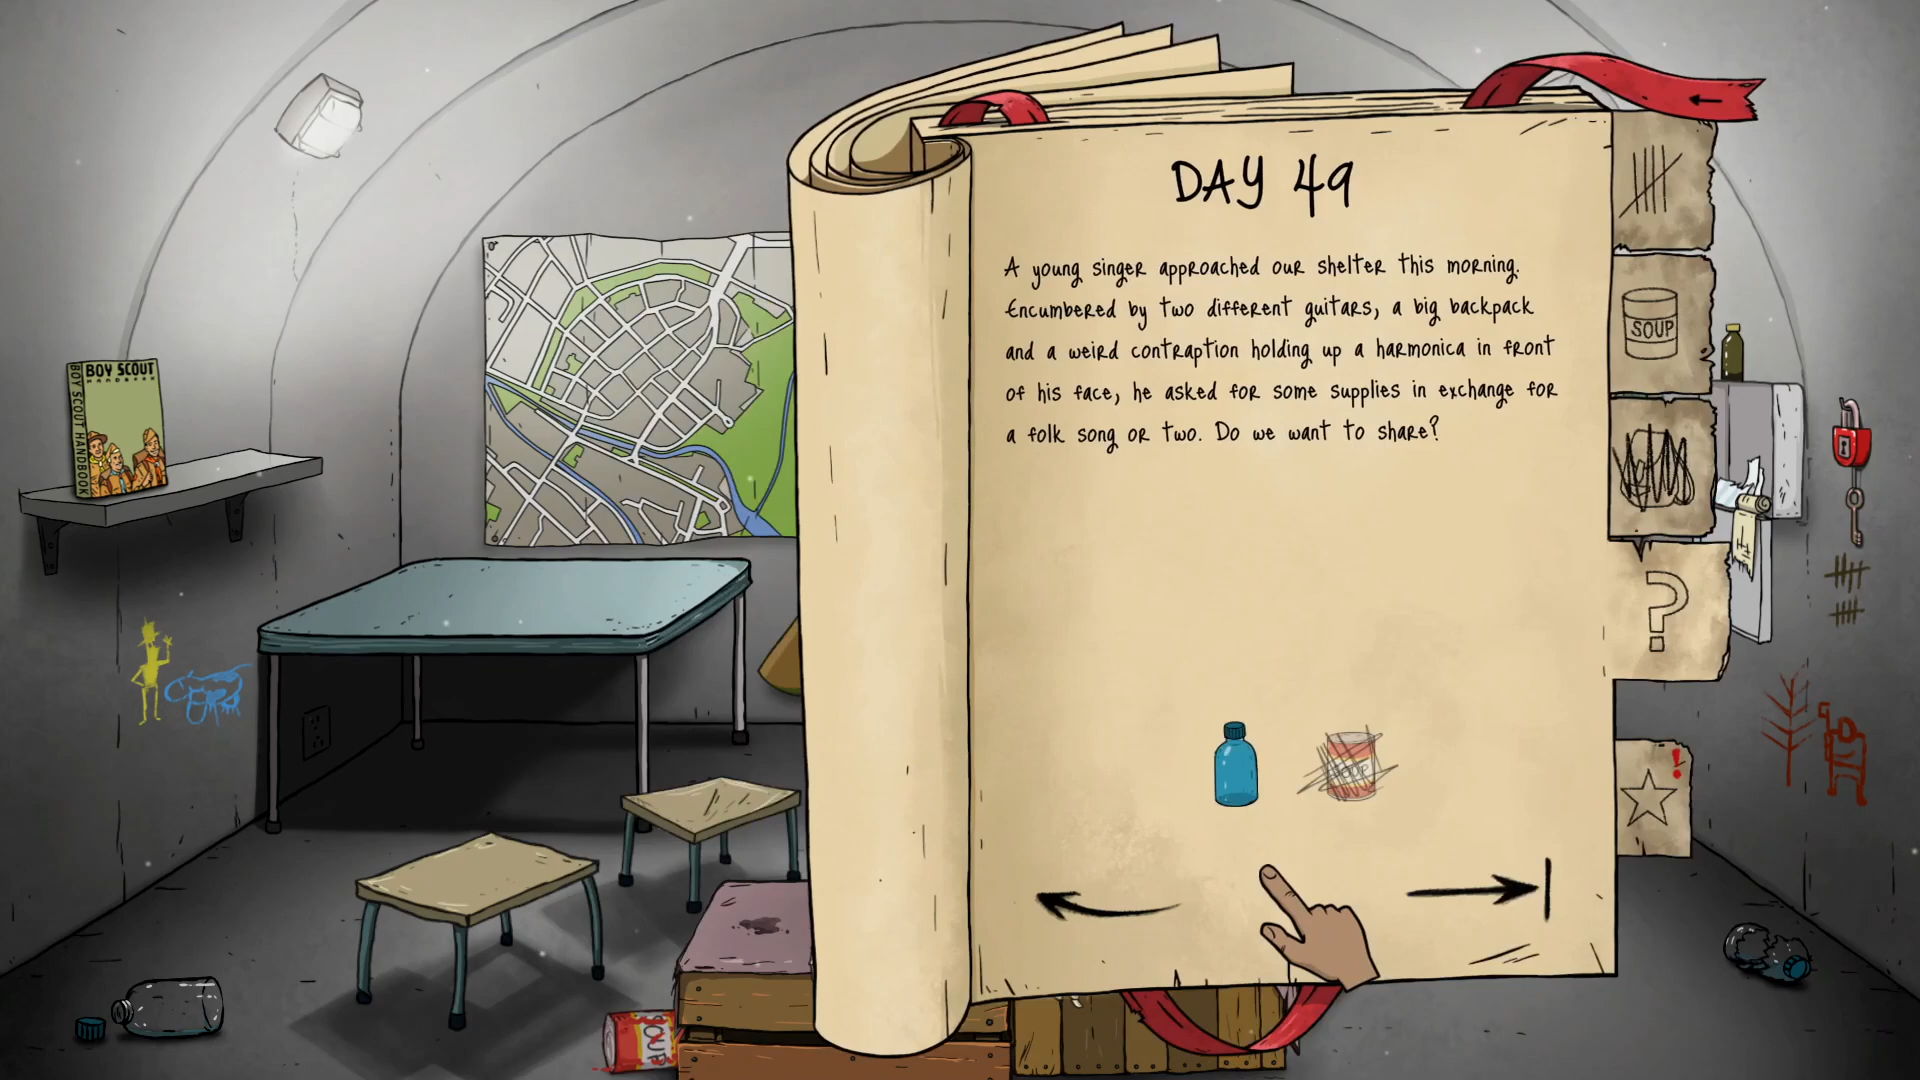 DAY 49
A young singer approached our shelter this morning.
Encumbered by two different guitars, a big backpack
and a weird contraption holding up a harmonica in front
of his face, he asked for some supplies in exchange for
a folk song or two. Do we want to share?
SOUP
?
!
BOY SCOUT
HANDBOOK
BOY SCOUT HANDBOOK
SOUP
SOUP